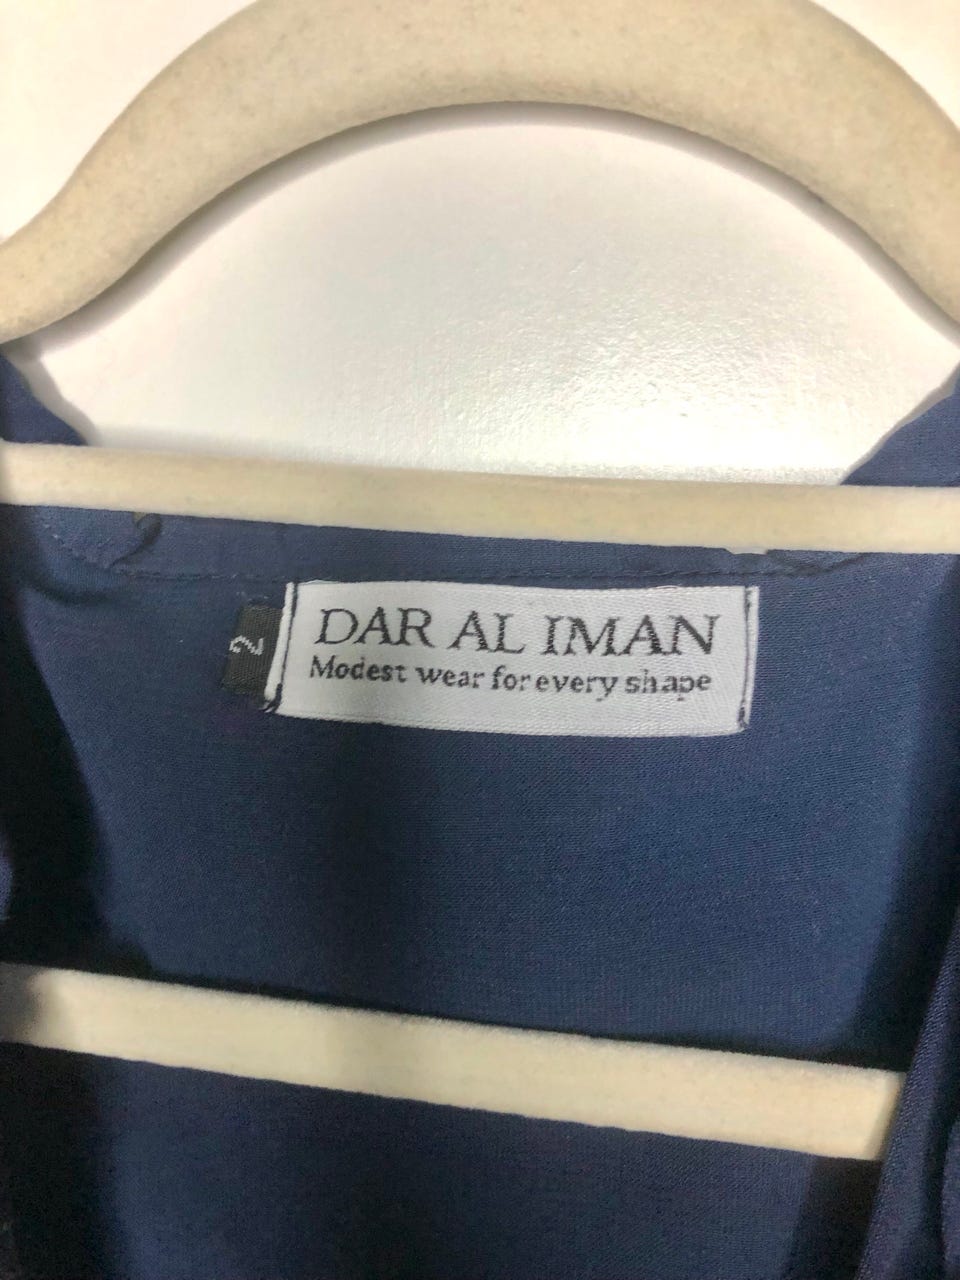 DAR AL IMAN
Modest wear for every shape
2